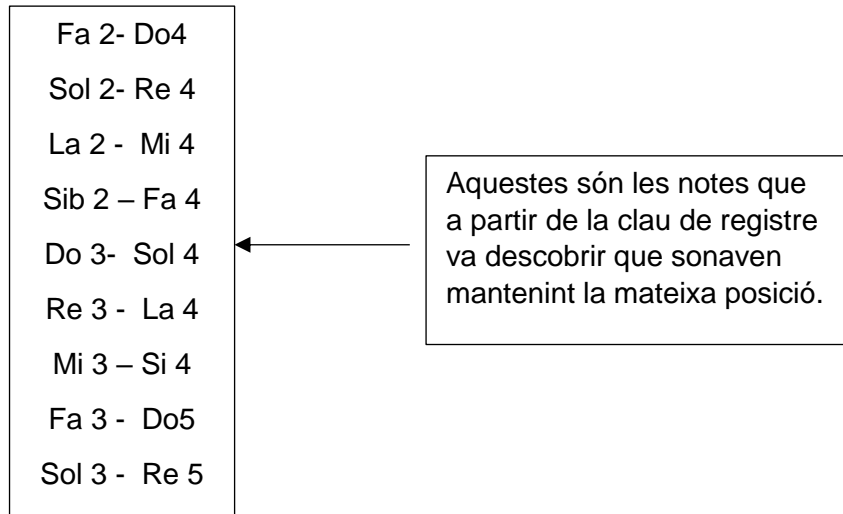 Fa 2- Do4
Sol 2- Re 4
La 2 - Mi 4
Sib 2 – Fa 4
Do 3- Sol 4
Re 3 - La 4
Mi 3 – Si 4
Fa 3 - Do5
Sol 3 - Re 5
Aquestes són les notes que
a partir de la clau de registre
va descobrir que sonaven
mantenint la mateixa posició.